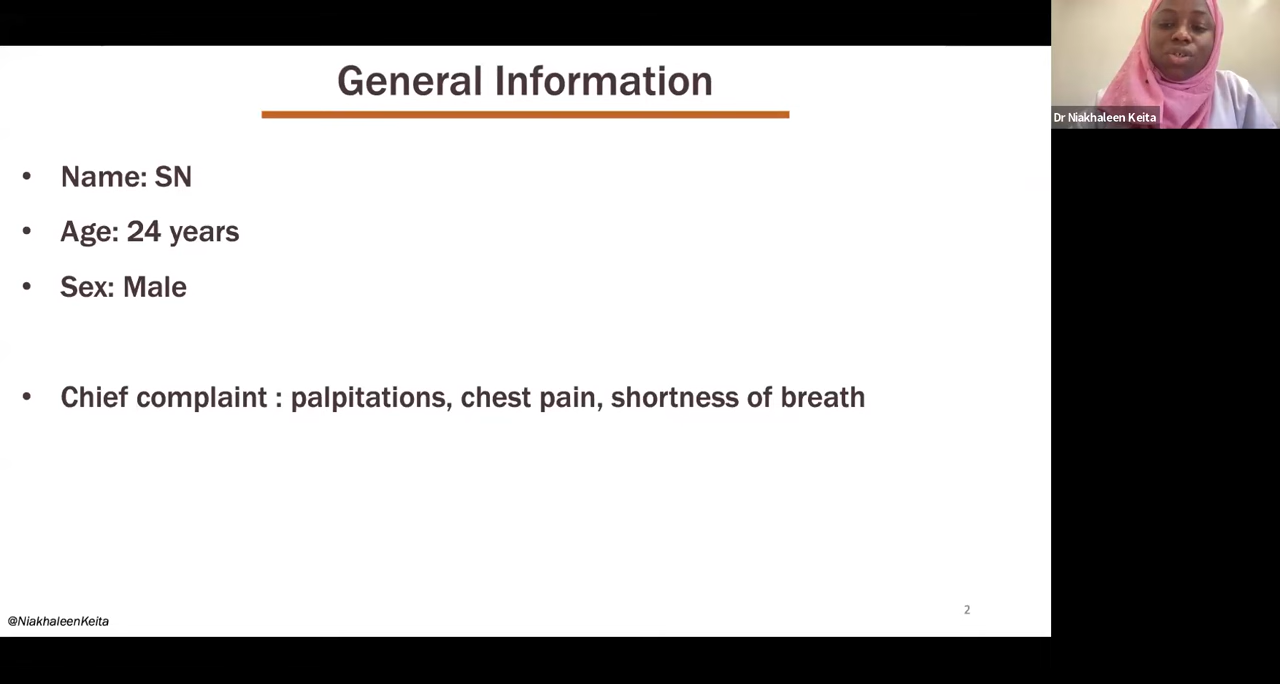 General Information
• Name: SN
• Age: 24 years
• Sex: Male
• Chief complaint : palpitations, chest pain, shortness of breath
@NiakhaleenKeita
2
Dr Niakhaleen Keita